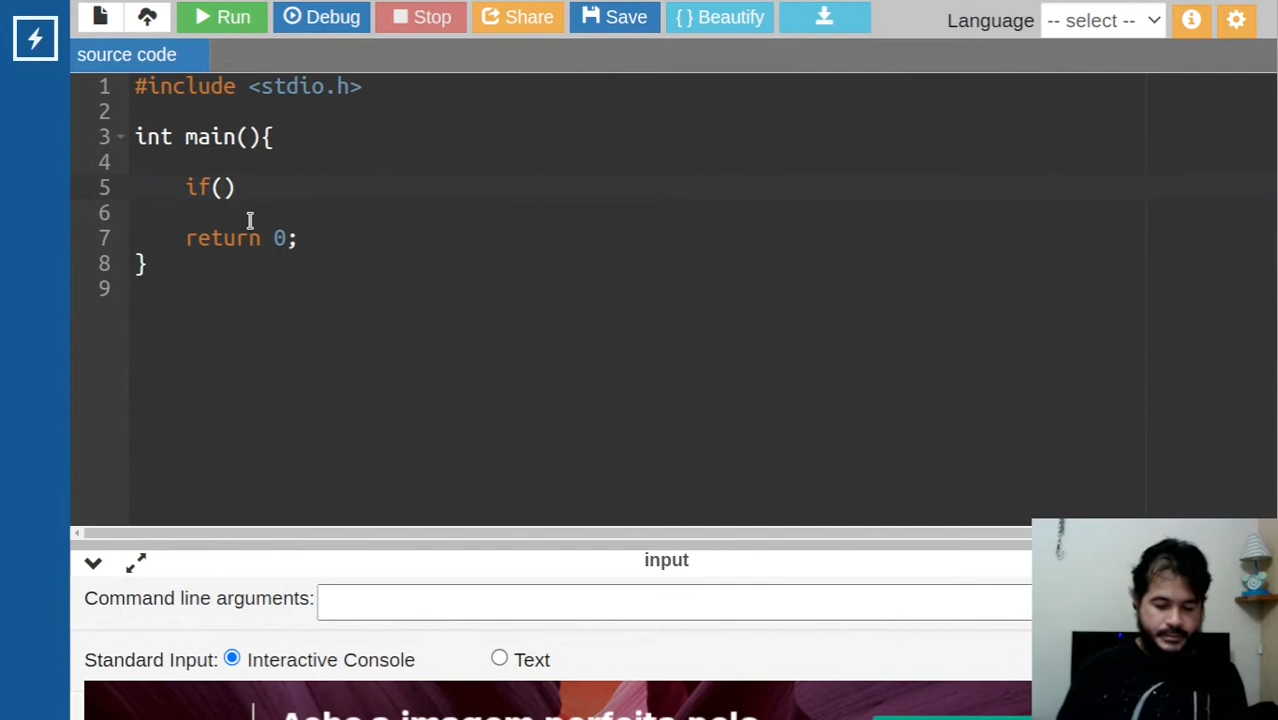 Run Debug Stop Share Save { } Beautify Language -- select --
source code
1 #include <stdio.h>
2
3 int main(){
4
5 if()
6
7 return 0;
8 }
9
input
Command line arguments:
Standard Input: Interactive Console Text